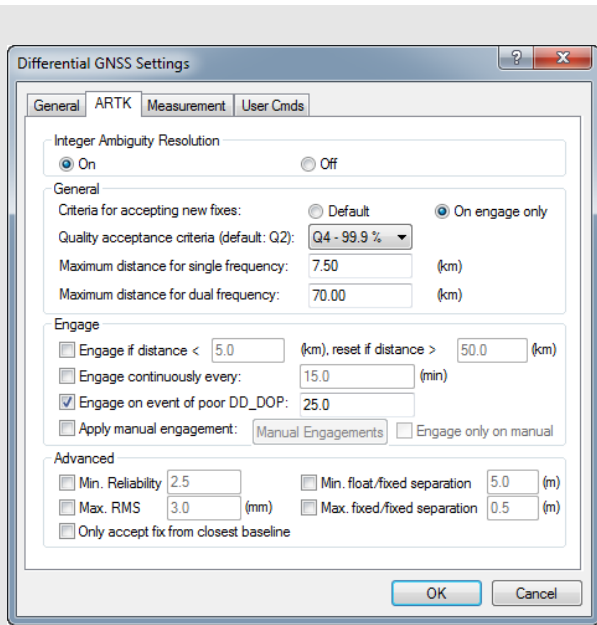 Differential GNSS Settings
General ARTK Measurement User Cmds
Integer Ambiguity Resolution
On Off
General
Criteria for accepting new fixes: Default On engage only
Quality acceptance criteria (default: Q2): Q4 - 99.9 %
Maximum distance for single frequency: 7.50 (km)
Maximum distance for dual frequency: 70.00 (km)
Engage
Engage if distance < 5.0 (km), reset if distance > 50.0 (km)
Engage continuously every: 15.0 (min)
Engage on event of poor DD_DOP: 25.0
Apply manual engagement: Manual Engagements Engage only on manual
Advanced
Min. Reliability 2.5 Min. float/fixed separation 5.0 (m)
Max. RMS 3.0 (mm) Max. fixed/fixed separation 0.5 (m)
Only accept fix from closest baseline
OK Cancel